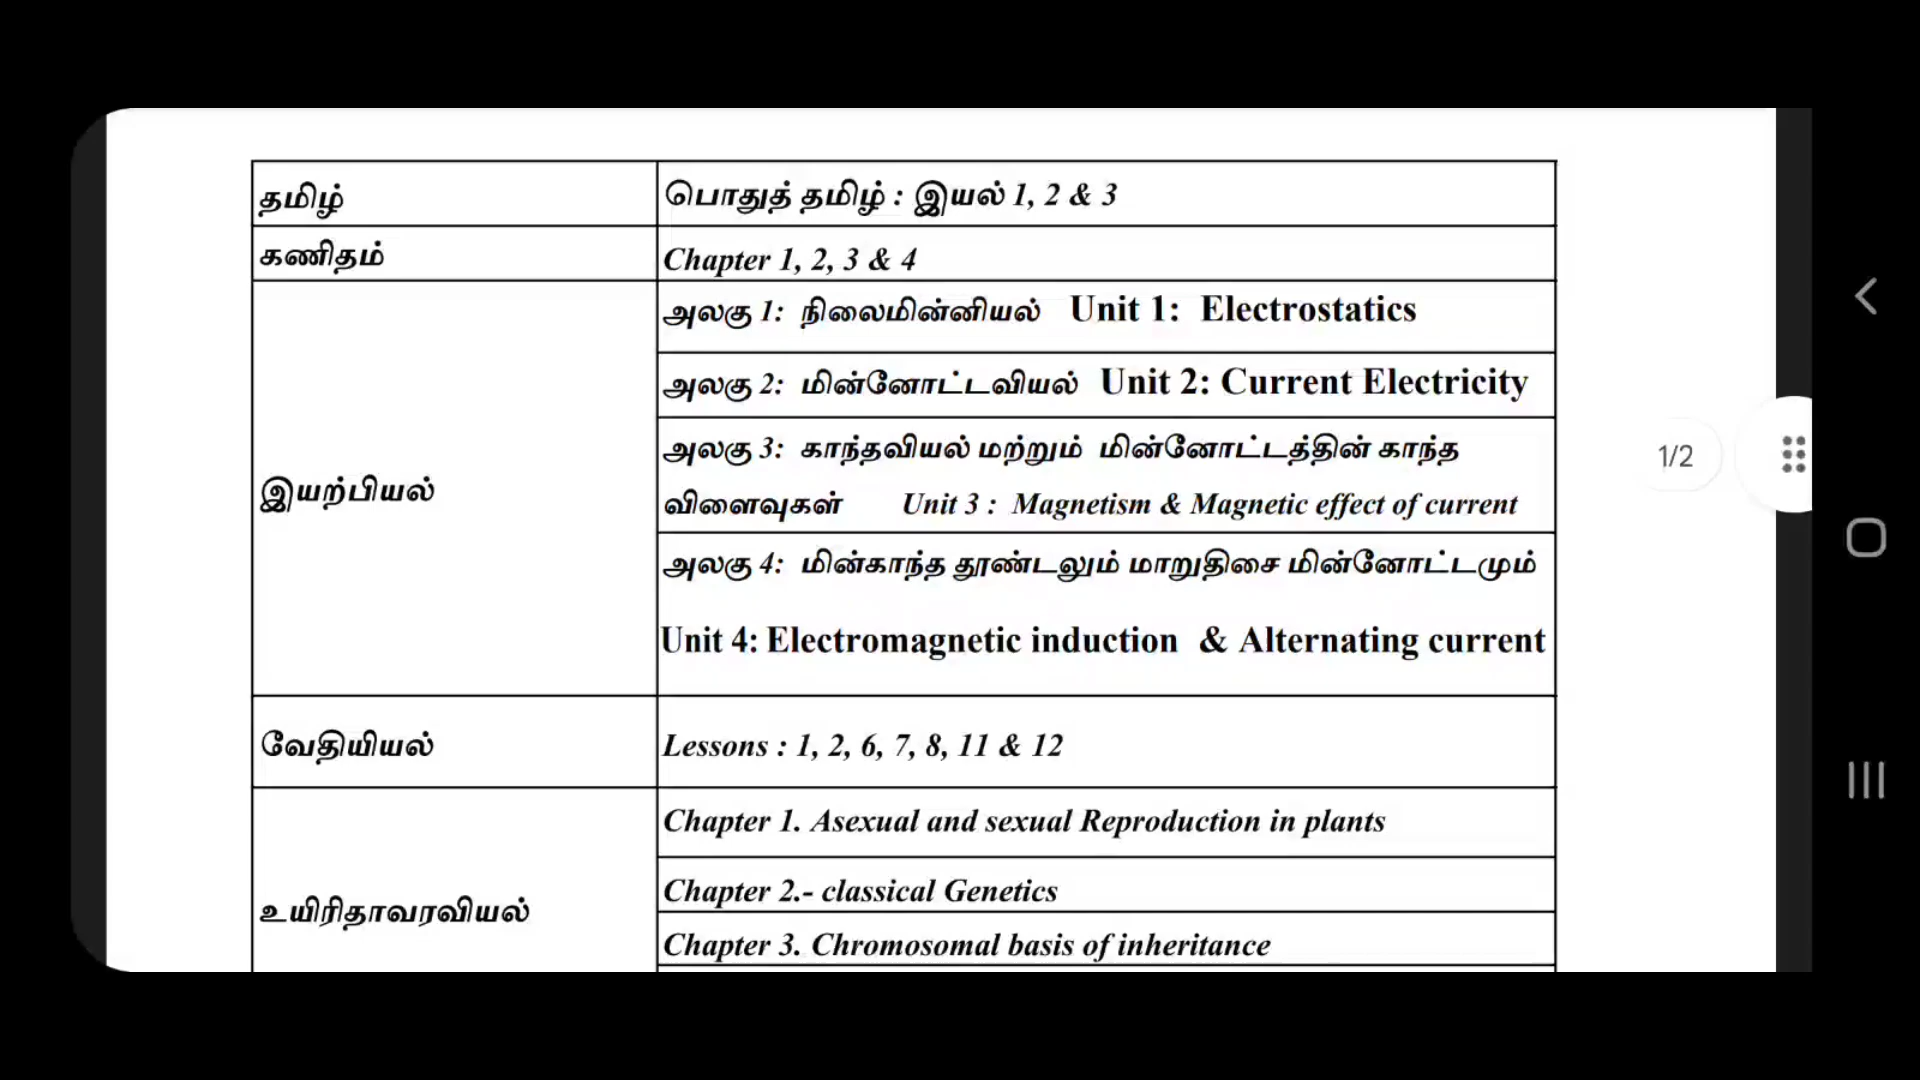 தமிழ்
பொதுத் தமிழ் : இயல் 1, 2 & 3
கணிதம்
Chapter 1, 2, 3 & 4
இயற்பியல்
அலகு 1: நிலைமின்னியல் Unit 1: Electrostatics
அலகு 2: மின்னோட்டவியல் Unit 2: Current Electricity
அலகு 3: காந்தவியல் மற்றும் மின்னோட்டத்தின் காந்த
விளைவுகள் Unit 3 : Magnetism & Magnetic effect of current
அலகு 4: மின்காந்த தூண்டலும் மாறுதிசை மின்னோட்டமும்
Unit 4: Electromagnetic induction & Alternating current
வேதியியல்
Lessons : 1, 2, 6, 7, 8, 11 & 12
உயிரிதாவரவியல்
Chapter 1. Asexual and sexual Reproduction in plants
Chapter 2.- classical Genetics
Chapter 3. Chromosomal basis of inheritance
1/2